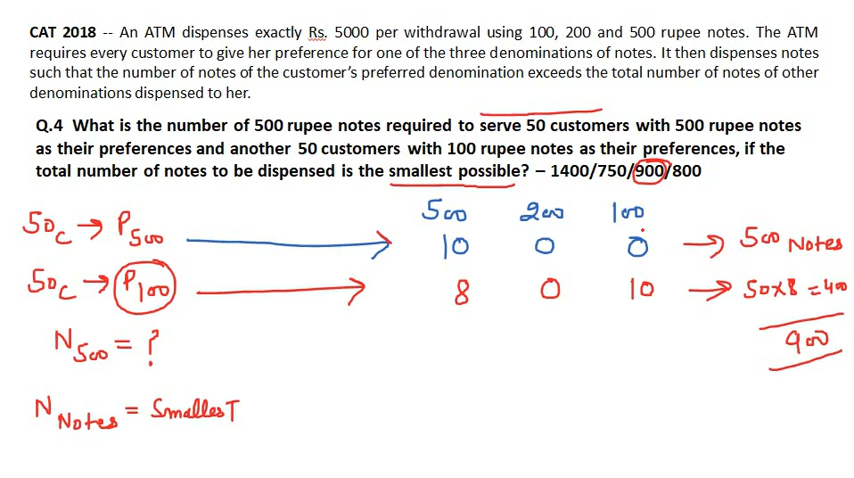 CAT 2018 -- An ATM dispenses exactly Rs. 5000 per withdrawal using 100, 200 and 500 rupee notes. The ATM
requires every customer to give her preference for one of the three denominations of notes. It then dispenses notes
such that the number of notes of the customer's preferred denomination exceeds the total number of notes of other
denominations dispensed to her.
Q.4 What is the number of 500 rupee notes required to serve 50 customers with 500 rupee notes
as their preferences and another 50 customers with 100 rupee notes as their preferences, if the
total number of notes to be dispensed is the smallest possible? – 1400/750/900/800
500 200 100
50c → P500 10 0 0 → 500 Notes
50c → P100 8 0 10 → 50×8 = 400
N500 = ? 900
N Notes = SmallesT